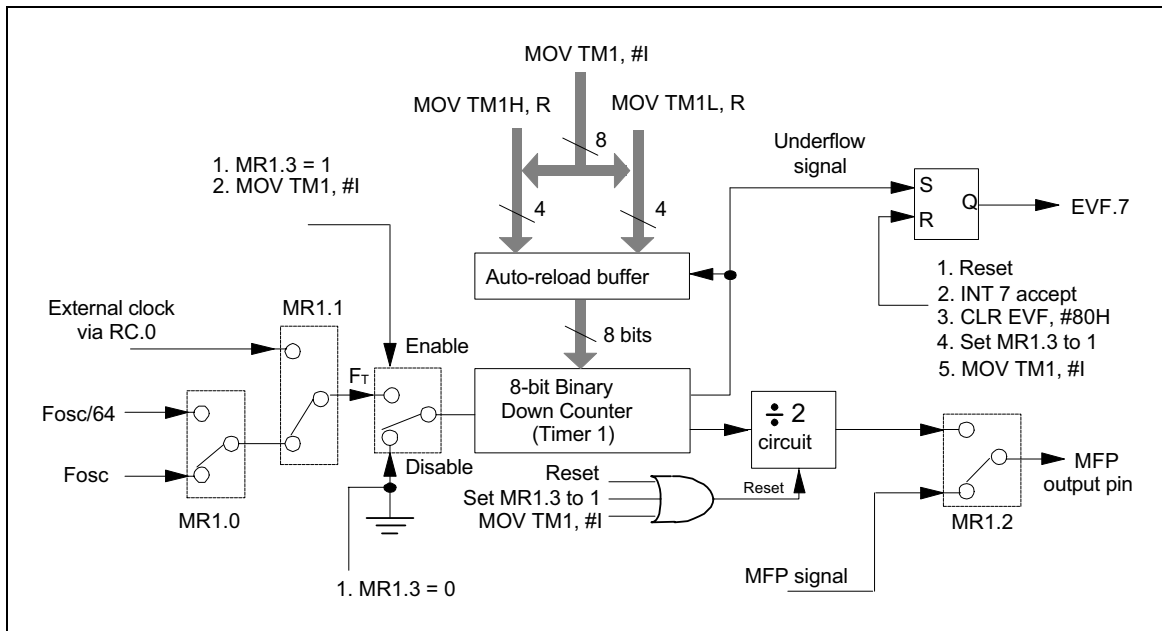 MOV TM1, #I
MOV TM1H, R
MOV TM1L, R
8
4
4
Underflow
signal
S
Q
R
EVF.7
1. MR1.3 = 1
2. MOV TM1, #I
Auto-reload buffer
1. Reset
2. INT 7 accept
3. CLR EVF, #80H
4. Set MR1.3 to 1
5. MOV TM1, #I
External clock
via RC.0
MR1.1
Enable
8 bits
FT
Fosc/64
Fosc
MR1.0
8-bit Binary
Down Counter
(Timer 1)
÷ 2
circuit
Disable
Reset
Set MR1.3 to 1
MOV TM1, #I
Reset
MFP
output pin
MR1.2
MFP signal
1. MR1.3 = 0